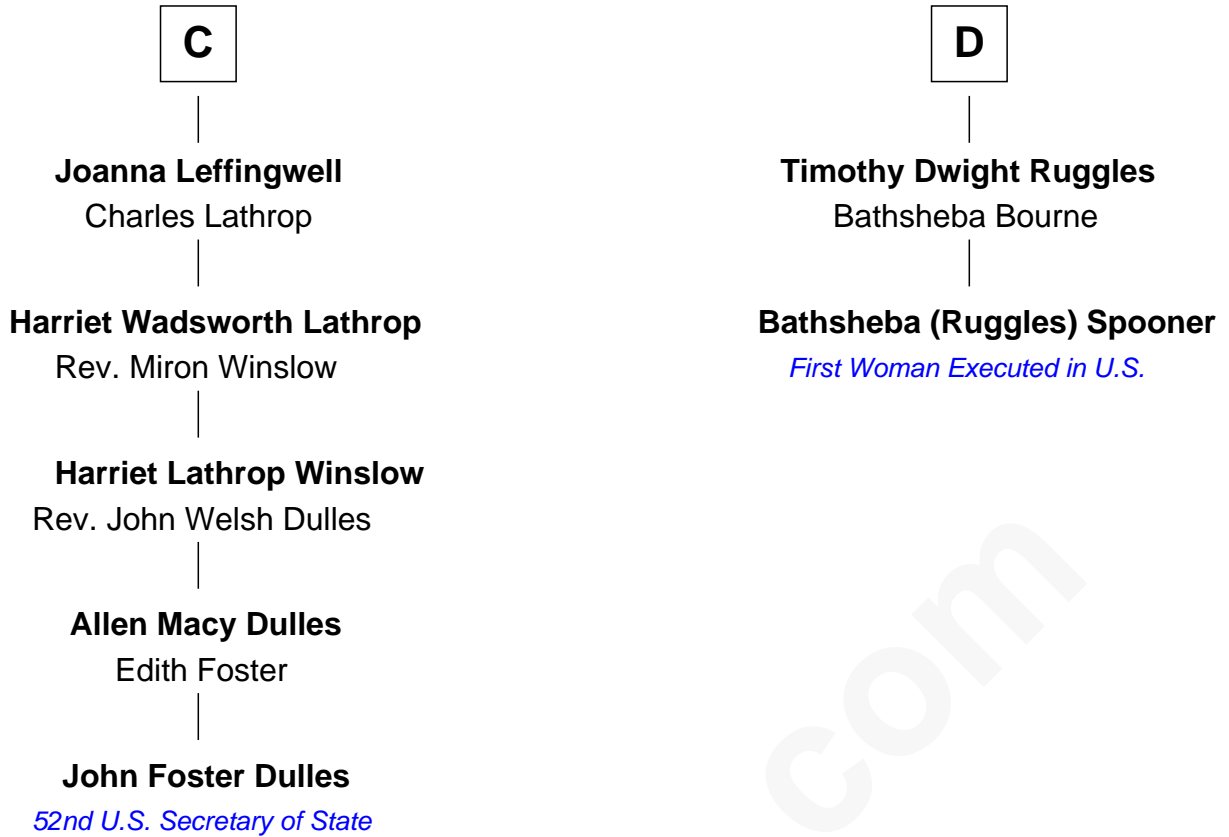 C
Joanna Leffingwell
Charles Lathrop
Harriet Wadsworth Lathrop
Rev. Miron Winslow
Harriet Lathrop Winslow
Rev. John Welsh Dulles
Allen Macy Dulles
Edith Foster
John Foster Dulles
52nd U.S. Secretary of State
D
Timothy Dwight Ruggles
Bathsheba Bourne
Bathsheba (Ruggles) Spooner
First Woman Executed in U.S.
com